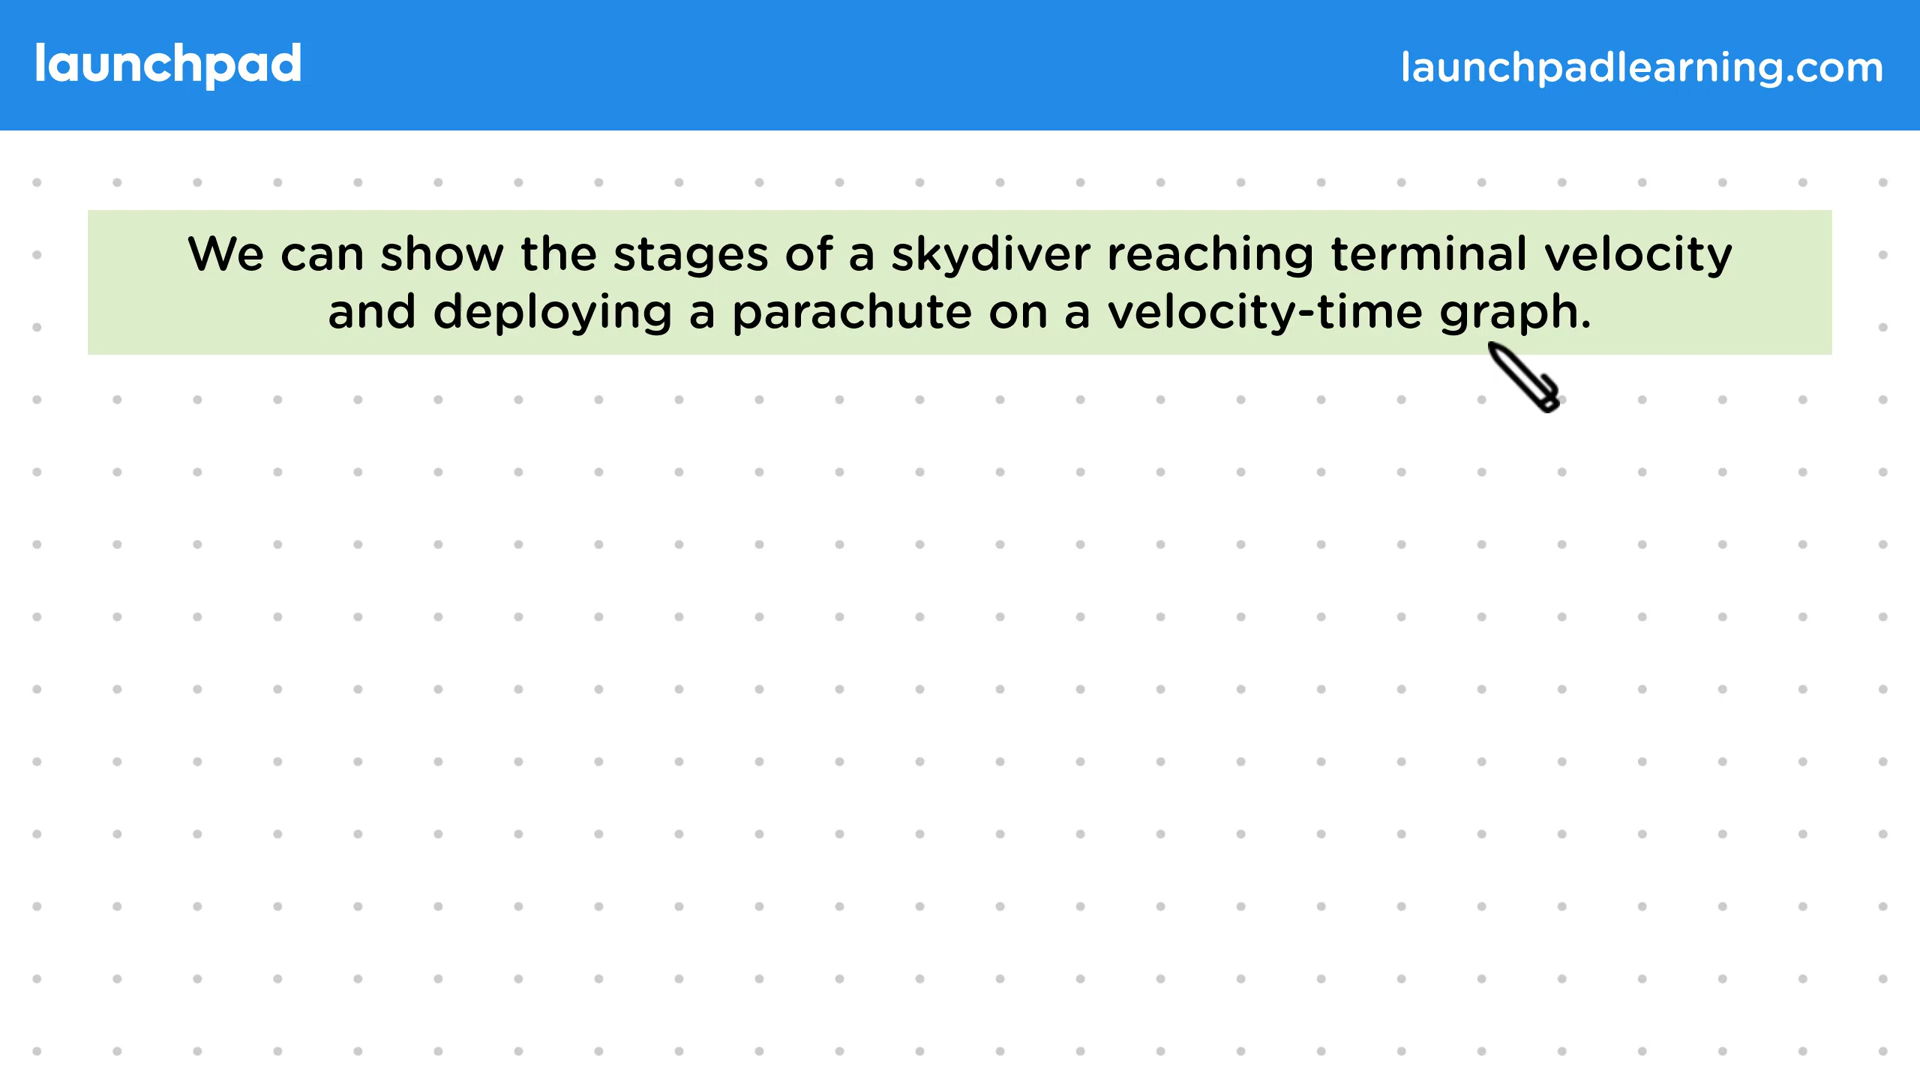 launchpad
launchpadlearning.com
We can show the stages of a skydiver reaching terminal velocity
and deploying a parachute on a velocity-time graph.